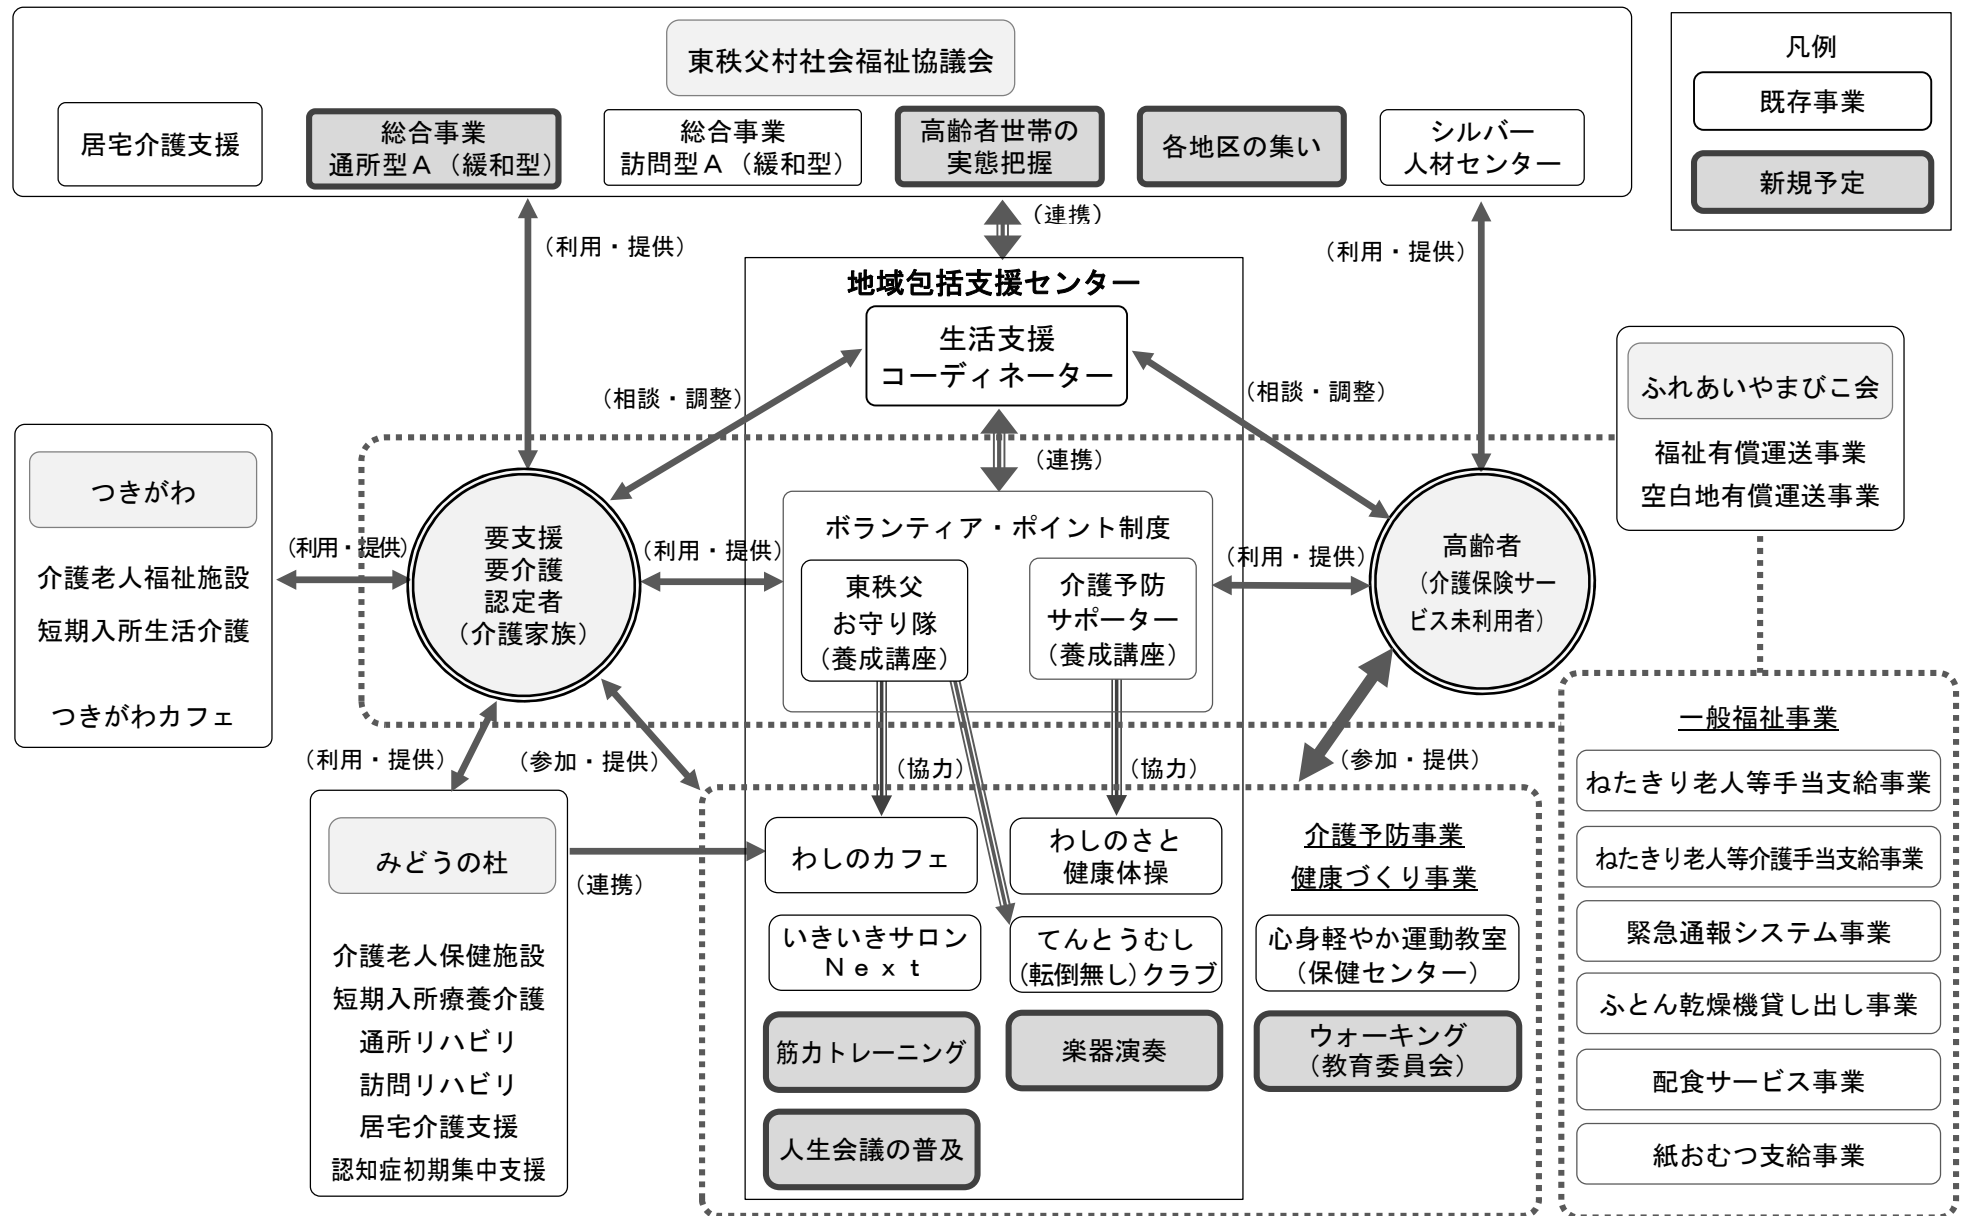 東秩父村社会福祉協議会
居宅介護支援
総合事業
通所型Ａ（緩和型）
総合事業
訪問型Ａ（緩和型）
高齢者世帯の
実態把握
各地区の集い
シルバー
人材センター
凡例
既存事業
新規予定
（利用・提供）
（連携）
（利用・提供）
地域包括支援センター
生活支援
コーディネーター
（相談・調整）
（相談・調整）
（連携）
ふれあいやまびこ会
福祉有償運送事業
空白地有償運送事業
つきがわ
介護老人福祉施設
短期入所生活介護
つきがわカフェ
（利用・提供）
要支援
要介護
認定者
（介護家族）
（利用・提供）
ボランティア・ポイント制度
東秩父
お守り隊
（養成講座）
介護予防
サポーター
（養成講座）
（利用・提供）
高齢者
（介護保険サー
ビス未利用者）
（利用・提供）
（参加・提供）
（協力）
（協力）
（参加・提供）
みどうの杜
介護老人保健施設
短期入所療養介護
通所リハビリ
訪問リハビリ
居宅介護支援
認知症初期集中支援
（連携）
わしのカフェ
わしのさと
健康体操
介護予防事業
健康づくり事業
いきいきサロン
Ｎｅｘｔ
てんとうむし
（転倒無し）クラブ
心身軽やか運動教室
（保健センター）
筋力トレーニング
楽器演奏
ウォーキング
（教育委員会）
人生会議の普及
一般福祉事業
ねたきり老人等手当支給事業
ねたきり老人等介護手当支給事業
緊急通報システム事業
ふとん乾燥機貸し出し事業
配食サービス事業
紙おむつ支給事業